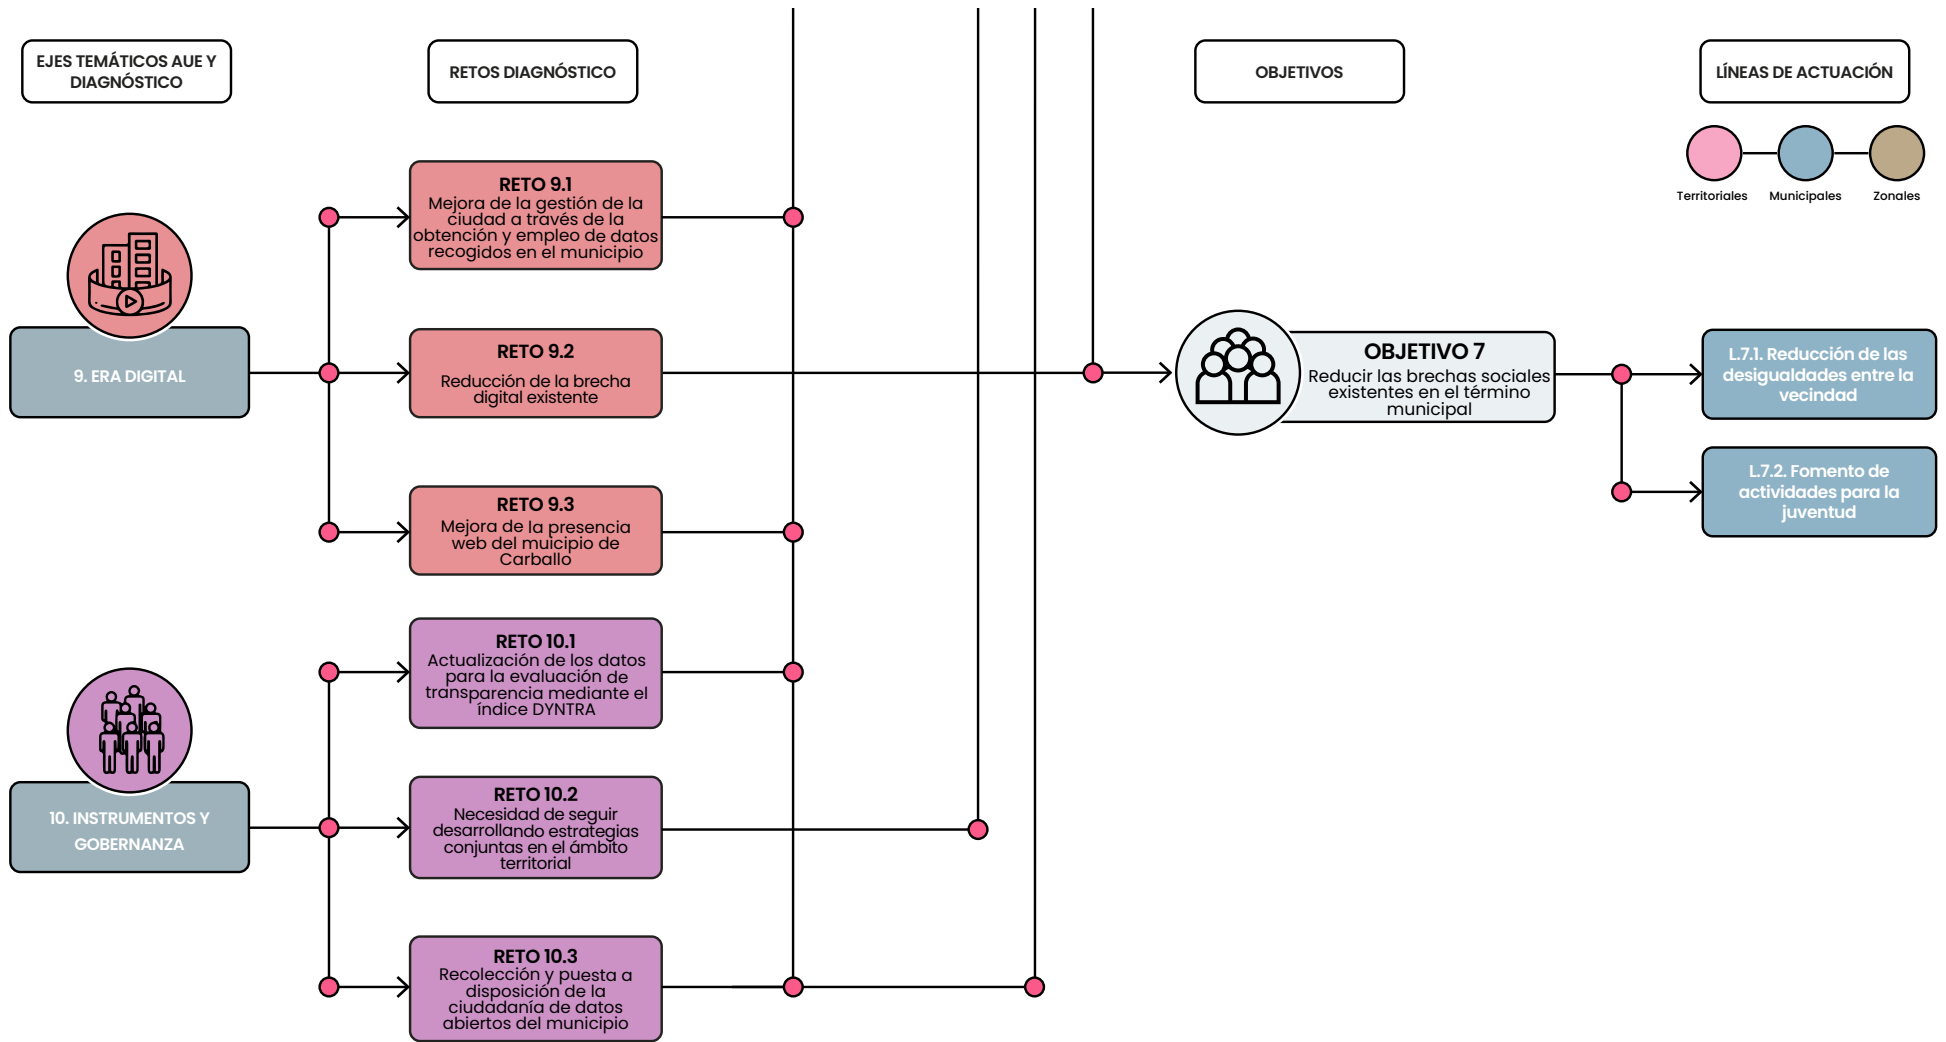 EJES TEMÁTICOS AUE Y
DIAGNÓSTICO
RETOS DIAGNÓSTICO
OBJETIVOS
LÍNEAS DE ACTUACIÓN
Territoriales
Municipales
Zonales
9. ERA DIGITAL
RETO 9.1
Mejora de la gestión de la
ciudad a través de la
obtención y empleo de datos
recogidos en el municipio
RETO 9.2
Reducción de la brecha
digital existente
RETO 9.3
Mejora de la presencia
web del muicipio de
Carballo
OBJETIVO 7
Reducir las brechas sociales
existentes en el término
municipal
L.7.1. Reducción de las
desigualdades entre la
vecindad
L.7.2. Fomento de
actividades para la
juventud
10. INSTRUMENTOS Y
GOBERNANZA
RETO 10.1
Actualización de los datos
para la evaluación de
transparencia mediante el
índice DYNTRA
RETO 10.2
Necesidad de seguir
desarrollando estrategias
conjuntas en el ámbito
territorial
RETO 10.3
Recolección y puesta a
disposición de la
ciudadanía de datos
abiertos del municipio